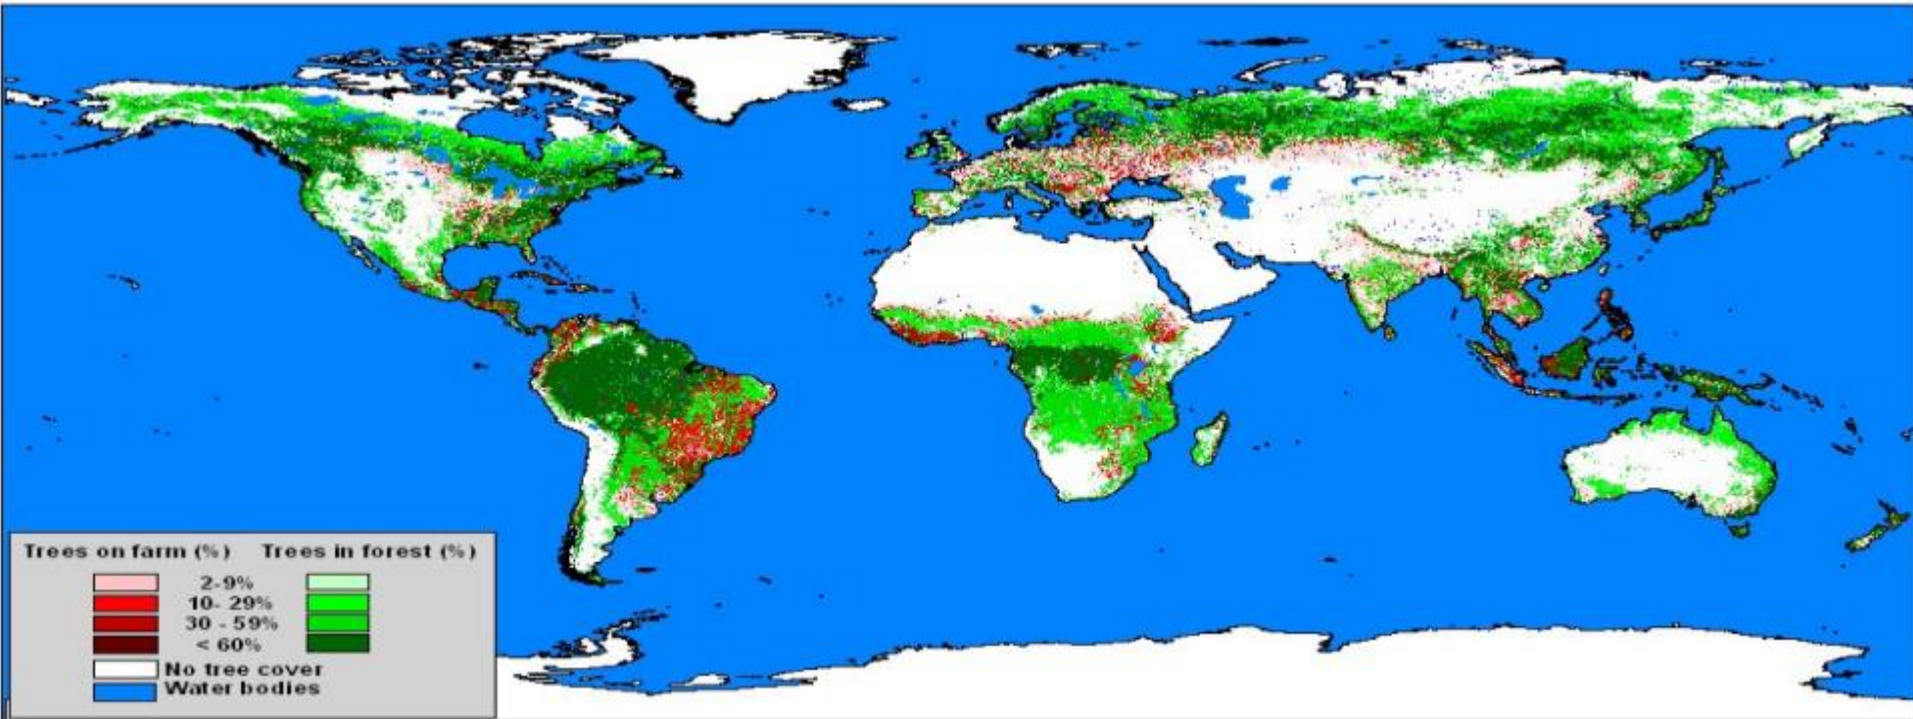 Trees on farm (%) Trees in forest (%)
2-9%
10- 29%
30 - 59%
< 60%
No tree cover
Water bodies